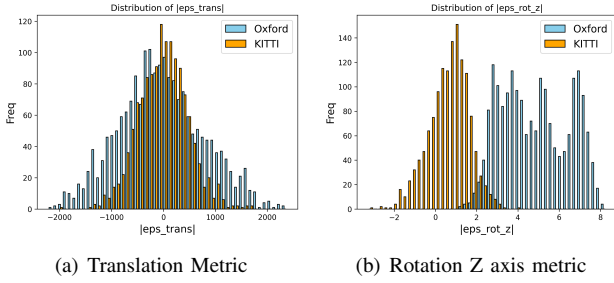 Distribution of |eps_trans|
Oxford
KITTI
Freq
120
100
80
60
40
20
0
−2000 −1000 0 1000 2000
|eps_trans|
(a) Translation Metric
Distribution of |eps_rot_z|
Oxford
KITTI
Freq
140
120
100
80
60
40
20
0
−2 0 2 4 6 8
|eps_rot_z|
(b) Rotation Z axis metric